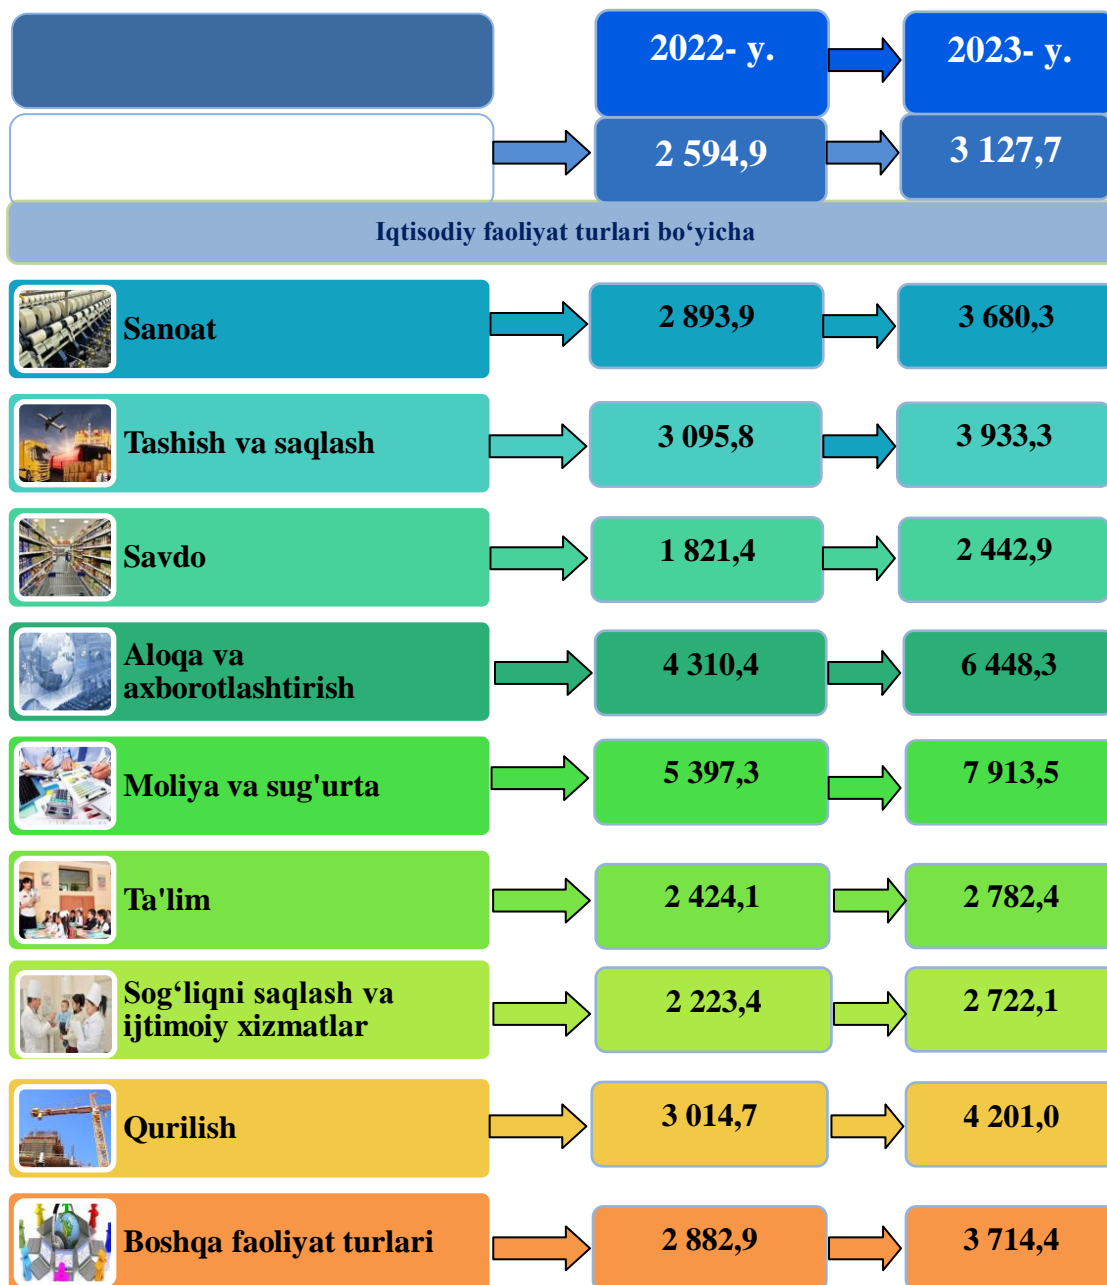 2022- y.
2023- y.
2 594,9
3 127,7
Iqtisodiy faoliyat turlari bo‘yicha
Sanoat
2 893,9
3 680,3
Tashish va saqlash
3 095,8
3 933,3
Savdo
1 821,4
2 442,9
Aloqa va
axborotlashtirish
4 310,4
6 448,3
Moliya va sug'urta
5 397,3
7 913,5
Ta'lim
2 424,1
2 782,4
Sog‘liqni saqlash va
ijtimoiy xizmatlar
2 223,4
2 722,1
Qurilish
3 014,7
4 201,0
Boshqa faoliyat turlari
2 882,9
3 714,4